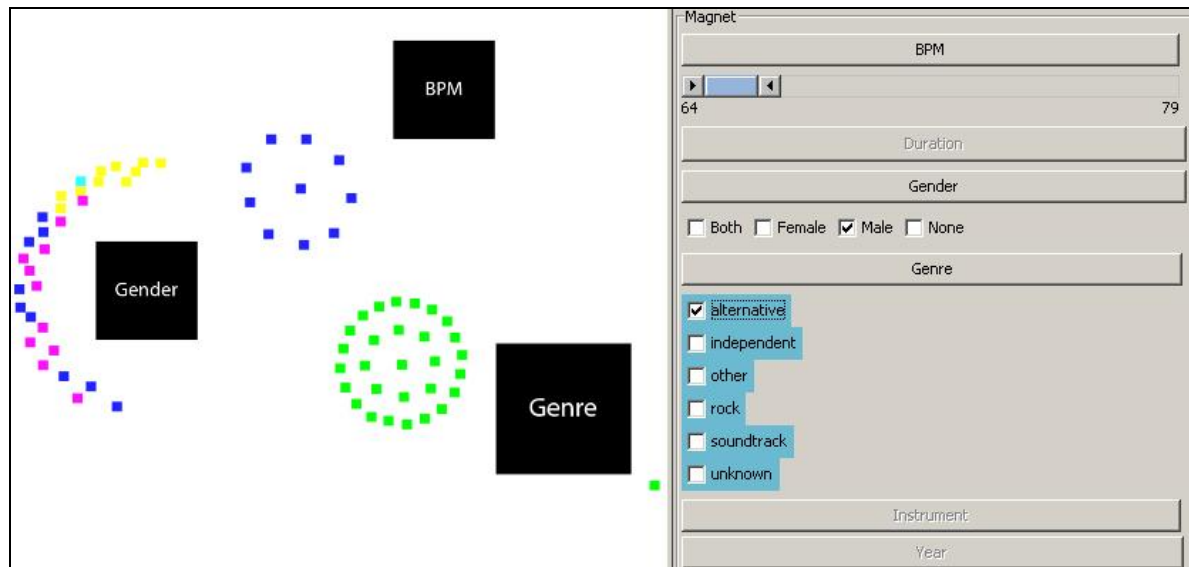 BPM
Gender
Genre
Magnet
BPM
64 79
Duration
Gender
Both Female Male None
Genre
alternative
independent
other
rock
soundtrack
unknown
Instrument
Year